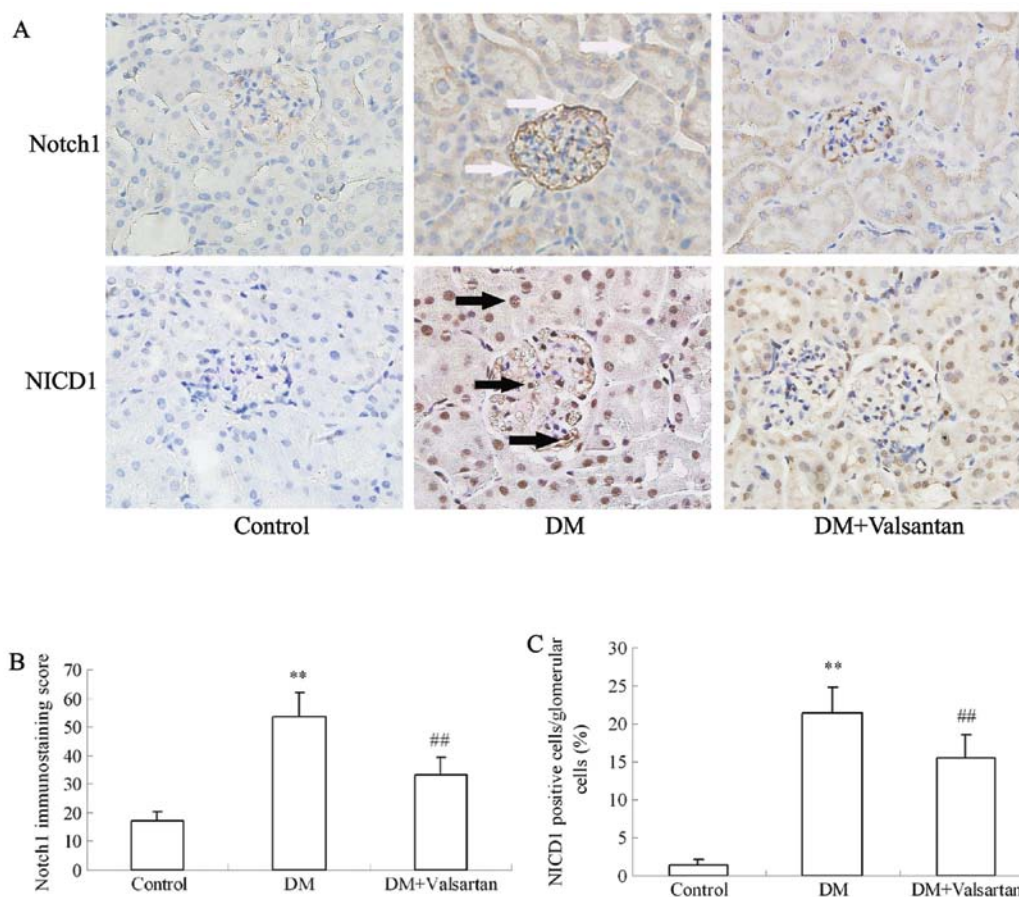 A
Notch1
NICD1
Control
DM
DM+Valsantan
B
Notch1 immunostaining score
70
60
50
40
30
20
10
0
**
##
Control
DM
DM+Valsartan
C
NICD1 positive cells/glomerular
cells (%)
30
25
20
15
10
5
0
**
##
Control
DM
DM+Valsartan